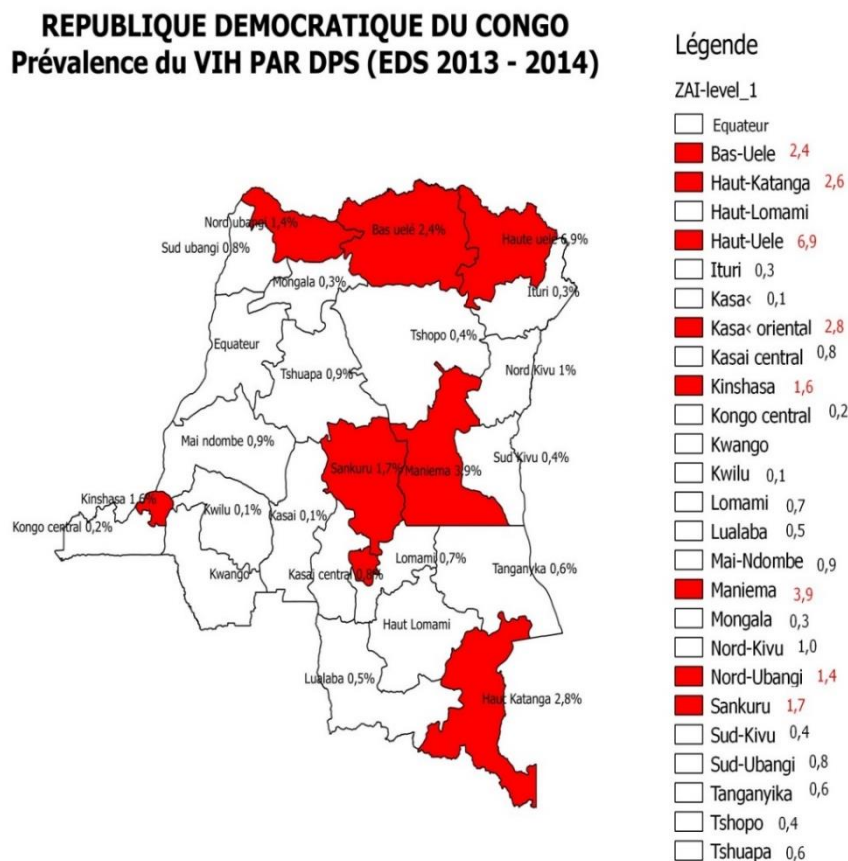 REPUBLIQUE DEMOCRATIQUE DU CONGO
Prévalence du VIH PAR DPS (EDS 2013 - 2014)
Nord ubangi 1,4%
Bas uelé 2,4%
Haute uelé 6,9%
Sud ubangi 0.8%
Mongala 0,3%
Ituri 0,3%
Equateur
Tshopo 0,4%
Tshuapa 0,9%
Nord Kivu 1%
Mai ndombe 0,9%
Sankuru 1,7%
Maniema 3,9%
Sud Kivu 0,4%
Kinshasa 1.6%
Kongo central 0,2%
Kwilu 0,1%
Kasai 0,1%
Kwango
Kasai central 0,8%
Lomami 0,7%
Tanganyka 0,6%
Haut Lomami
Lualaba 0,5%
Haut Katanga 2,8%
Légende
ZAI-level_1
Equateur
Bas-Uele 2,4
Haut-Katanga 2,6
Haut-Lomami
Haut-Uele 6,9
Ituri 0,3
Kasa‹ 0,1
Kasa‹ oriental 2,8
Kasai central 0,8
Kinshasa 1,6
Kongo central 0,2
Kwango
Kwilu 0,1
Lomami 0,7
Lualaba 0,5
Mai-Ndombe 0,9
Maniema 3,9
Mongala 0,3
Nord-Kivu 1,0
Nord-Ubangi 1,4
Sankuru 1,7
Sud-Kivu 0,4
Sud-Ubangi 0,8
Tanganyika 0,6
Tshopo 0,4
Tshuapa 0,6